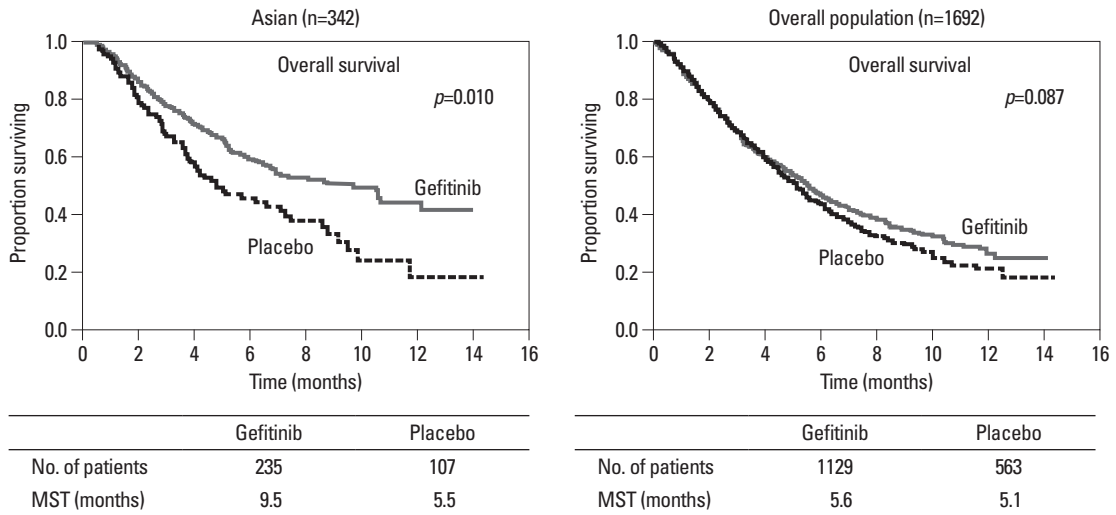 Asian (n=342)
1.0
0.8
0.6
0.4
0.2
0.0
Proportion surviving
Overall survival
p=0.010
Gefitinib
Placebo
0 2 4 6 8 10 12 14 16
Time (months)
Gefitinib Placebo
No. of patients 235 107
MST (months) 9.5 5.5
Overall population (n=1692)
1.0
0.8
0.6
0.4
0.2
0.0
Proportion surviving
Overall survival
p=0.087
Gefitinib
Placebo
0 2 4 6 8 10 12 14 16
Time (months)
Gefitinib Placebo
No. of patients 1129 563
MST (months) 5.6 5.1